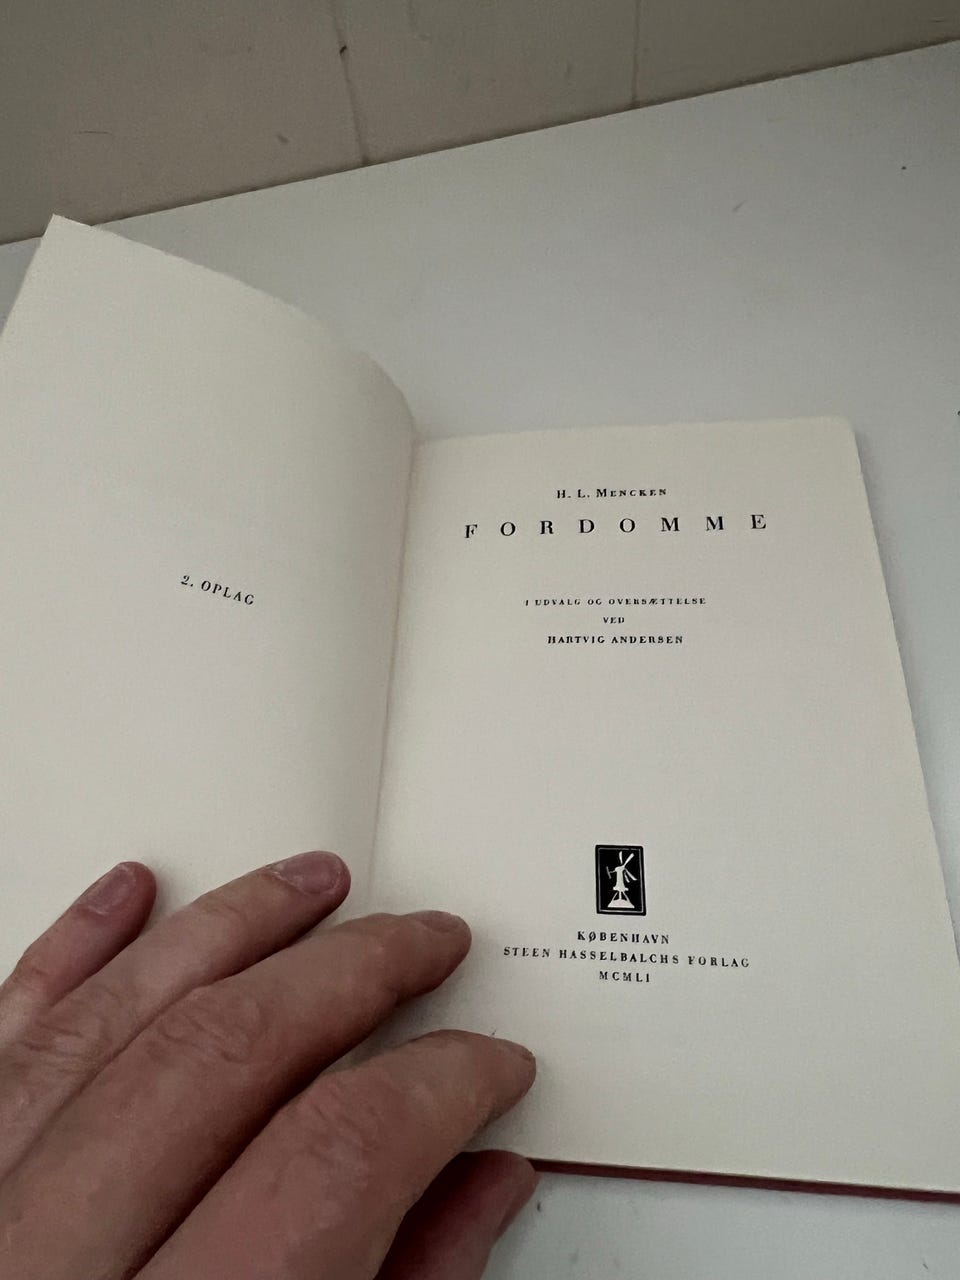 2. OPLAG
H. L. MENCKEN
FORDOMME
I UDVALG OG OVERSÆTTELSE
VED
HARTVIG ANDERSEN
KØBENHAVN
STEEN HASSELBALCHS FORLAG
MCMLI